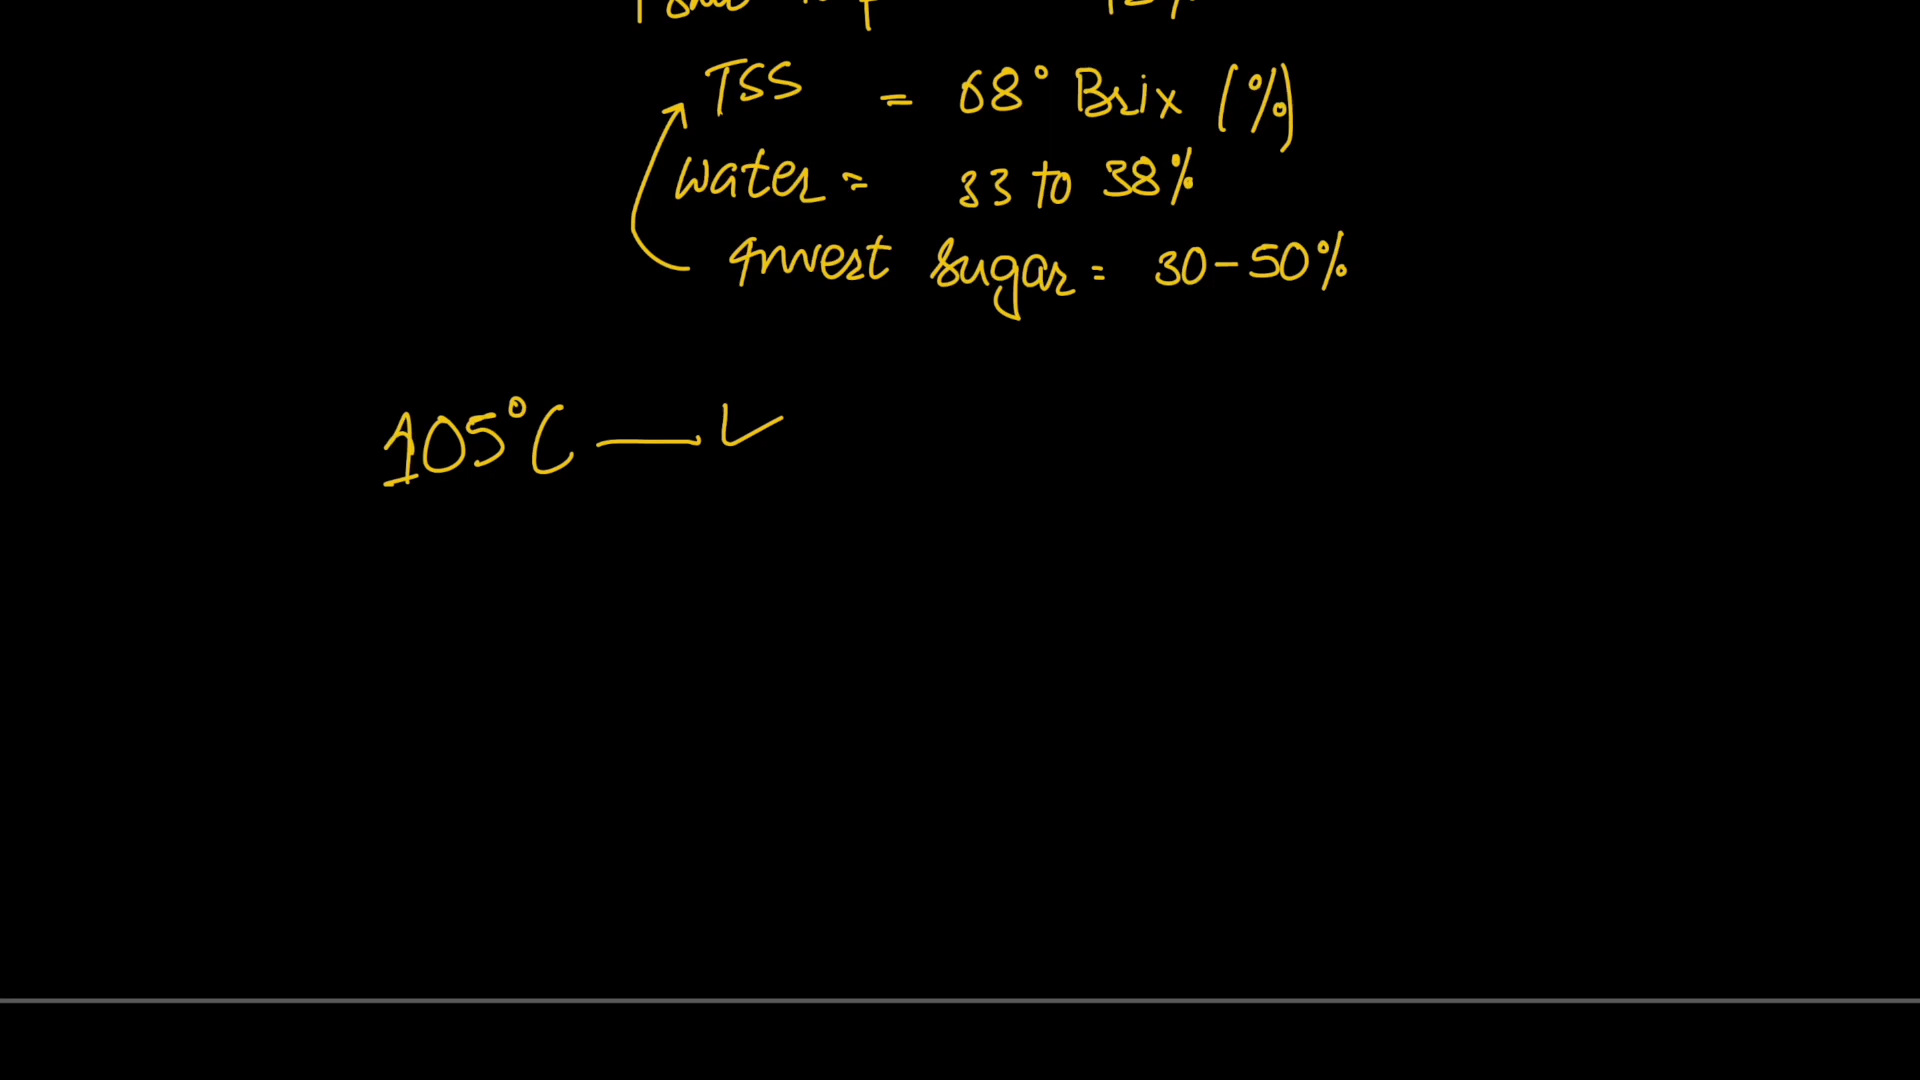 TSS = 68° Brix (%)
water = 33 to 38%
Invert sugar = 30-50%
105°C —